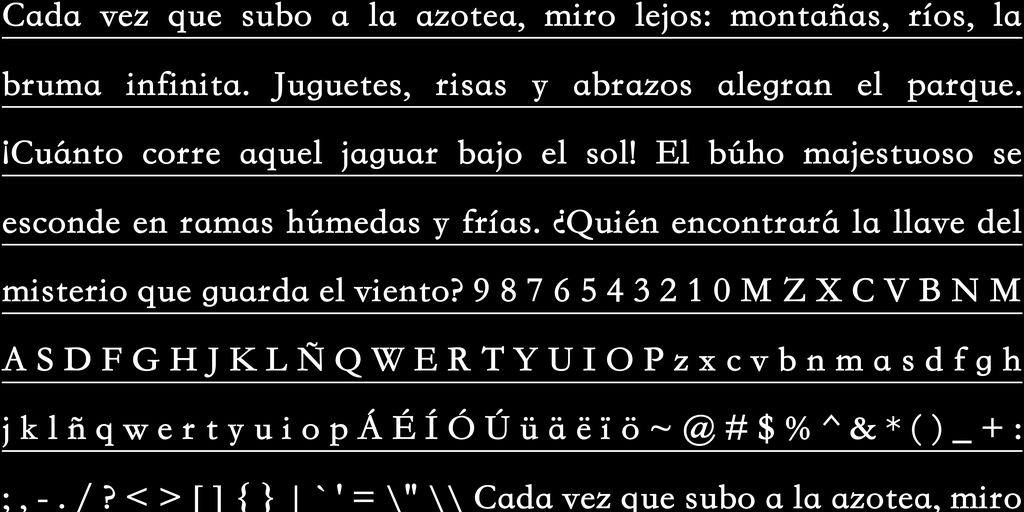 Cada vez que subo a la azotea, miro lejos: montañas, ríos, la
bruma infinita. Juguetes, risas y abrazos alegran el parque.
¡Cuánto corre aquel jaguar bajo el sol! El búho majestuoso se
esconde en ramas húmedas y frías. ¿Quién encontrará la llave del
misterio que guarda el viento? 9 8 7 6 5 4 3 2 1 0 M Z X C V B N M
A S D F G H J K L Ñ Q W E R T Y U I O P z x c v b n m a s d f g h
j k l ñ q w e r t y u i o p Á É Í Ó Ú ü ä ë ï ö ~ @ # $ % ^ & * ( ) _ + :
; , - . / ? < > [ ] { } | ` ' = \" \\ Cada vez que subo a la azotea, miro